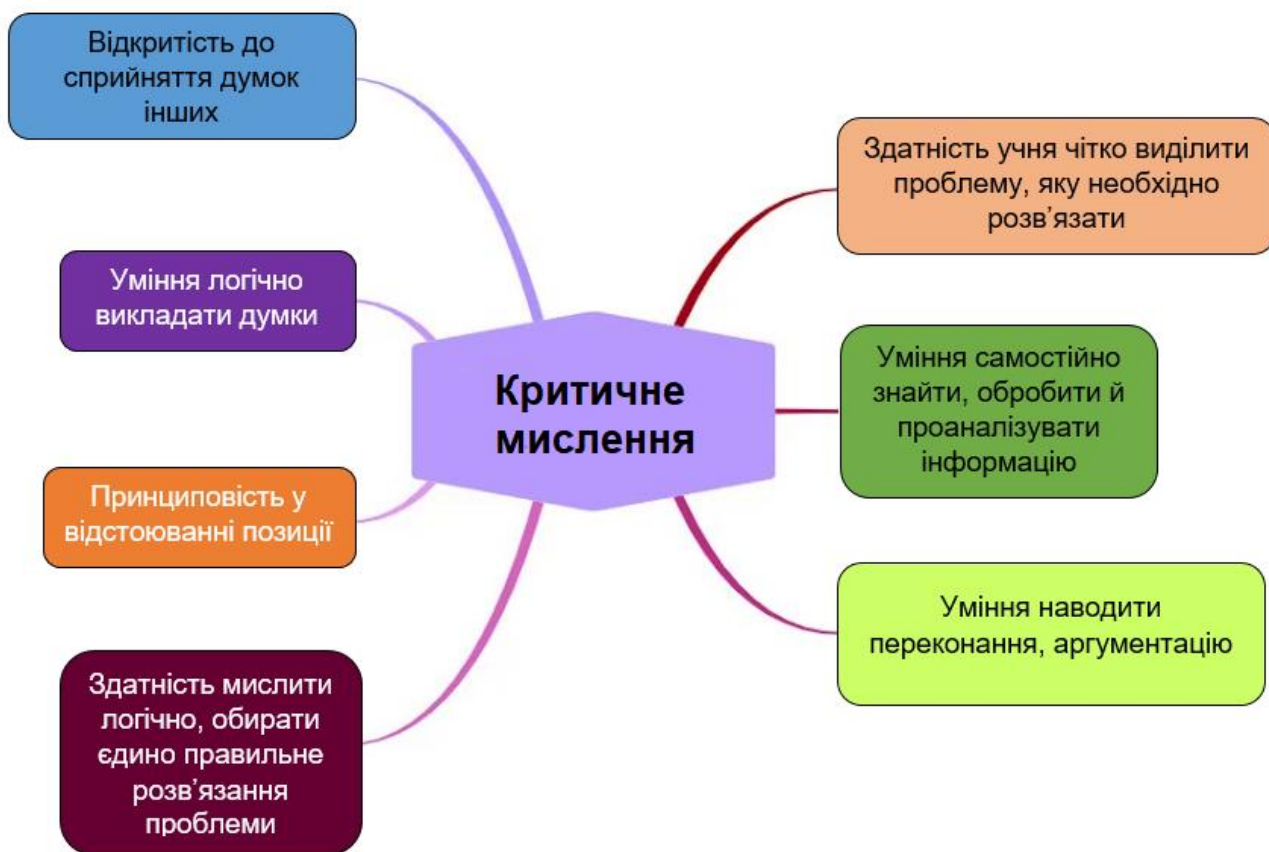 Відкритість до
сприйняття думок
інших
Здатність учня чітко виділити
проблему, яку необхідно
розв’язати
Уміння логічно
викладати думки
Критичне
мислення
Уміння самостійно
знайти, обробити й
проаналізувати
інформацію
Принциповість у
відстоюванні позиції
Уміння наводити
переконання, аргументацію
Здатність мислити
логічно, обирати
єдино правильне
розв’язання
проблеми